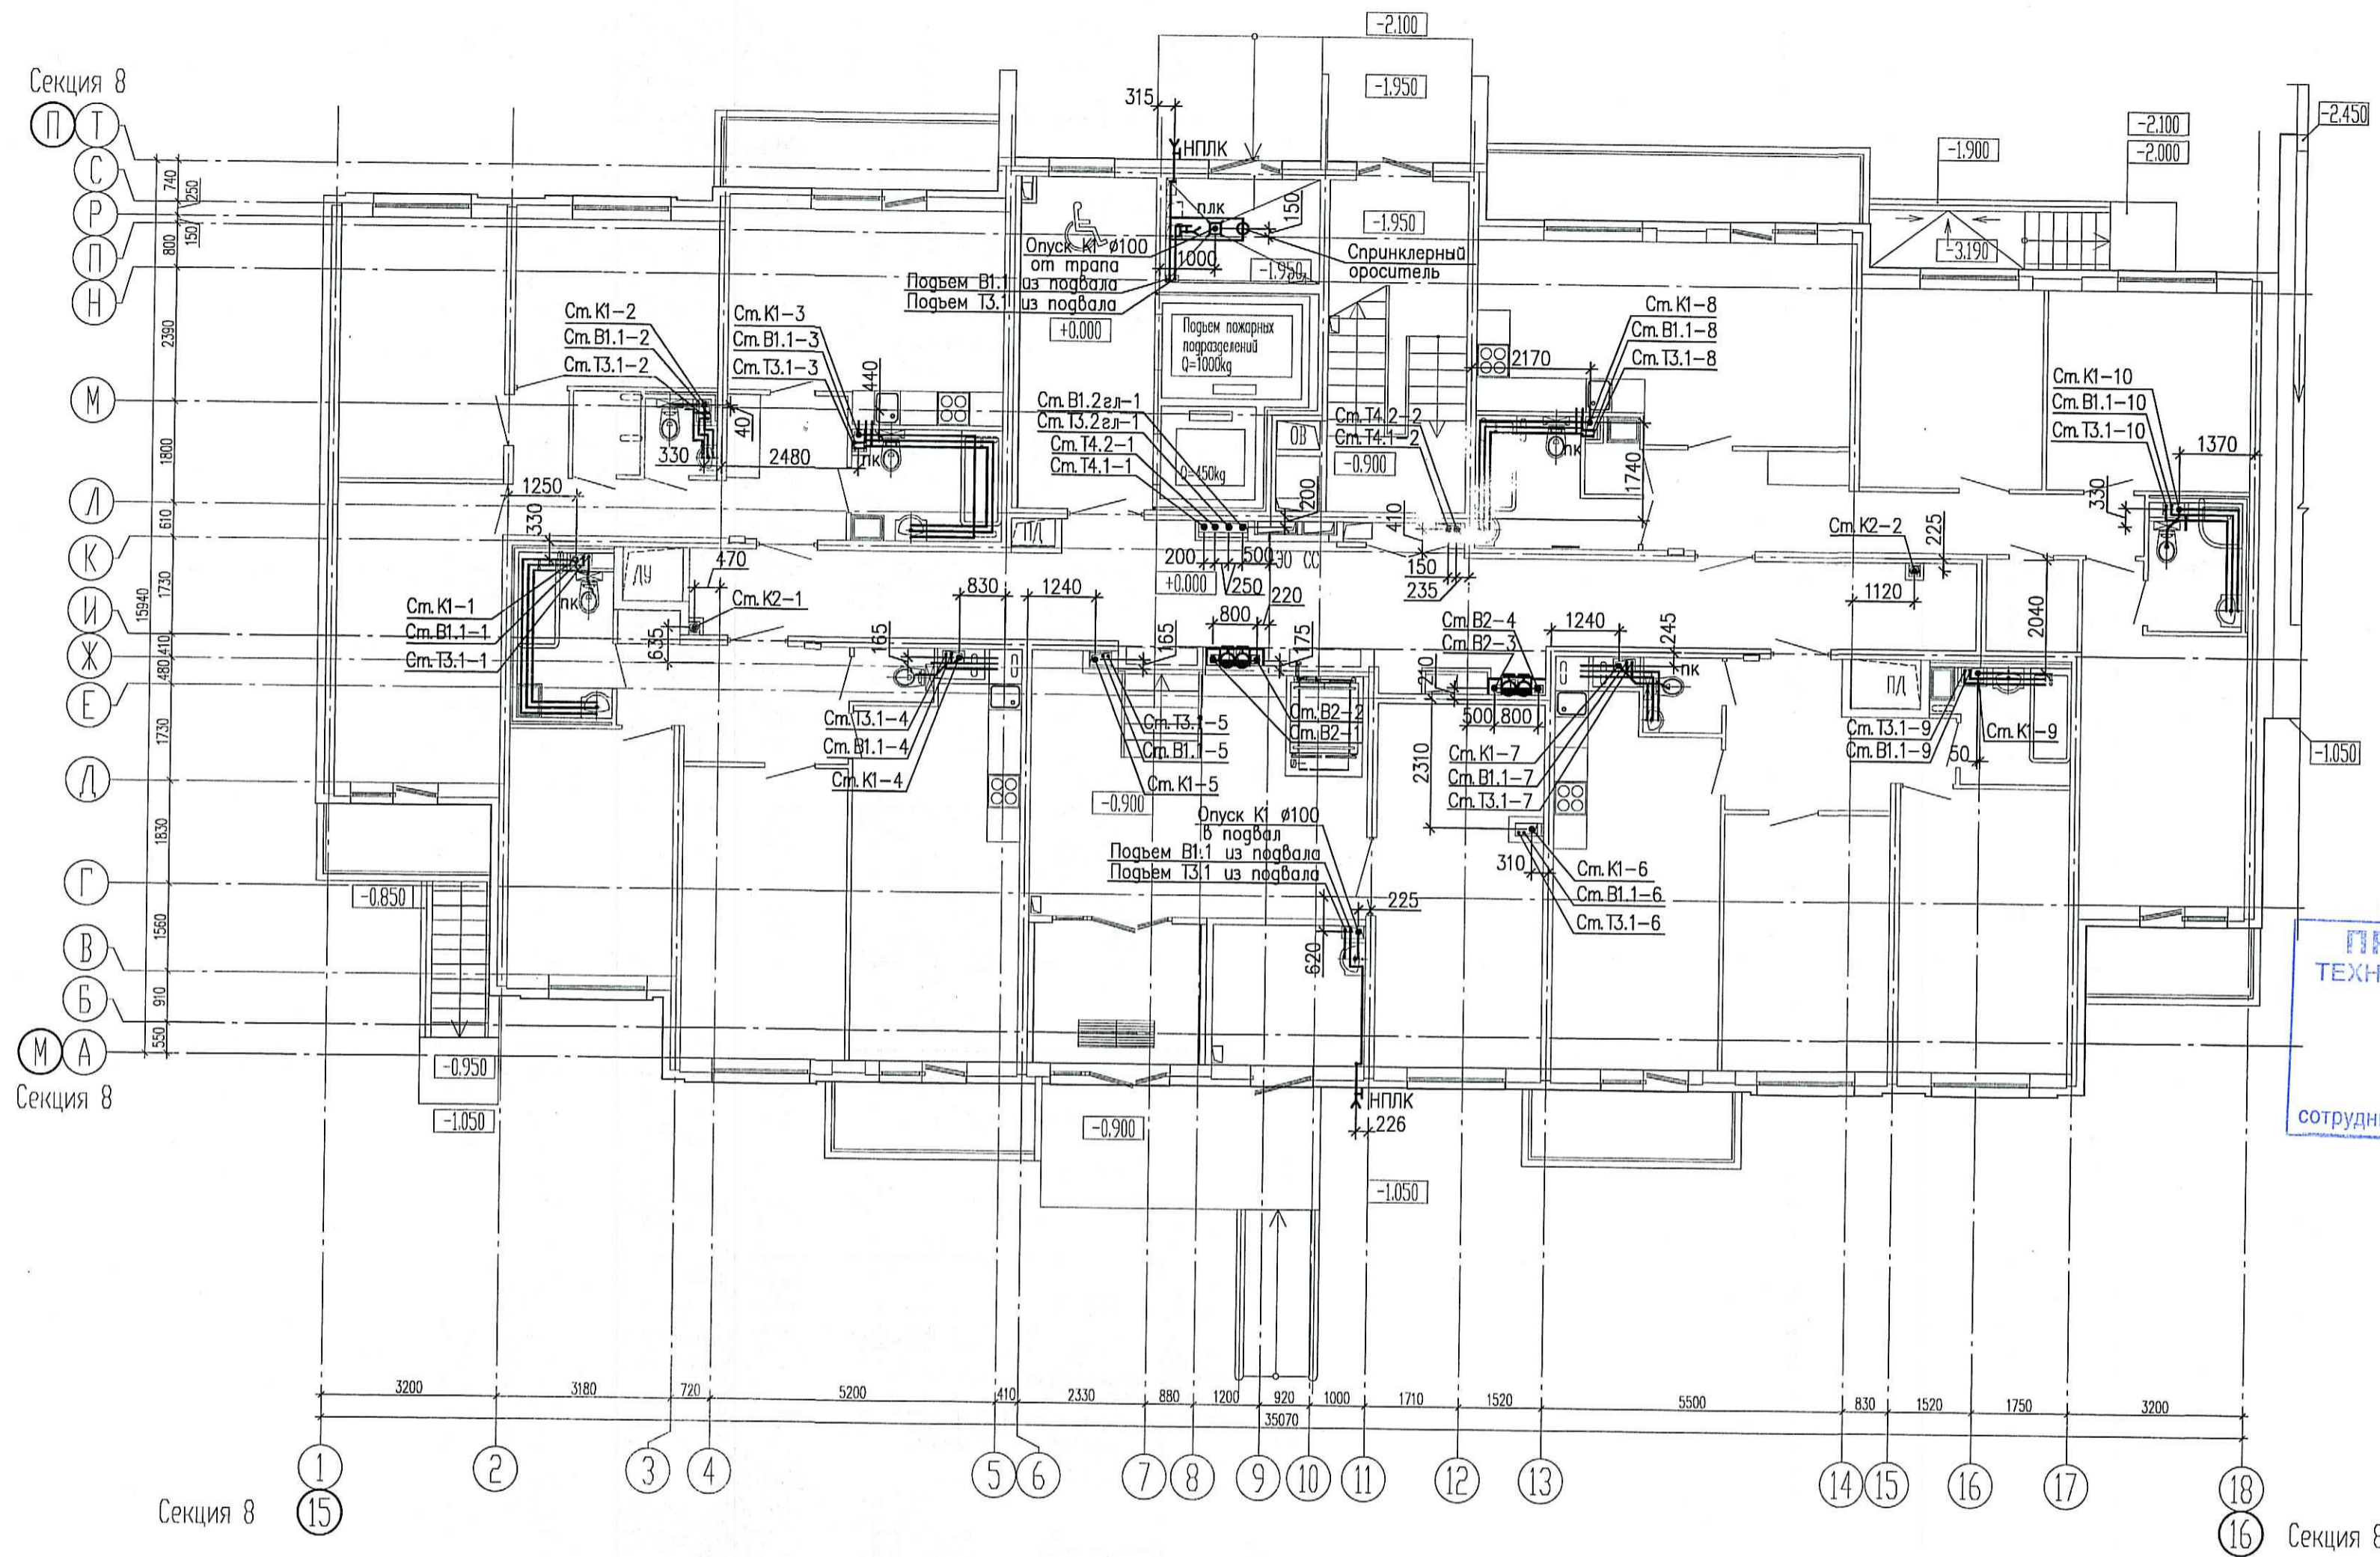 -2.100
Секция 8
П Т
-1.950
-2.450
315
-2.100
-2.000
С
НПЛК
-1.900
740
250
Р
плк
150
-1.950
800
150
П
Опуск К1 ø100
от трапа
1000
-1.950
Спринклерный
ороситель
-3.190
Н
Подъем В1.1 из подвала
Подъем Т3.1 из подвала
+0.000
Подъем пожарных
подразделений
Q=1000kg
Ст.К1-2
Ст.В1.1-2
Ст.Т3.1-2
Ст.К1-3
Ст.В1.1-3
Ст.Т3.1-3
Ст.К1-8
Ст.В1.1-8
Ст.Т3.1-8
2390
440
2170
Ст.К1-10
Ст.В1.1-10
Ст.Т3.1-10
М
40
Ст.В1.2гл-1
Ст.Т3.2гл-1
Ст.Т4.2-1
Ст.Т4.1-1
Ст.Т4.2-2
Ст.Т4.1-2
ОВ
-0.900
Q=450kg
1800
330
2480
пк
пк
1740
1370
330
Л
1250
330
200
410
Ст.К2-2
225
610
К
470
ПД
200
500
ЭО СС
250
+0.000
150
235
1120
2040
1730
ДУ
И
15940
Ст.К1-1
Ст.В1.1-1
Ст.Т3.1-1
пк
Ст.К2-1
635
830
1240
800
220
Ст.В2-4
Ст.В2-3
1240
245
пк
410
Ж
165
165
175
210
480
Е
ПД
Ст.Т3.1-4
Ст.В1.1-4
Ст.К1-4
Ст.Т3.1-5
Ст.В1.1-5
Ст.К1-5
Ст.В2-2
Ст.В2-1
500
800
Ст.К1-7
Ст.В1.1-7
Ст.Т3.1-7
Ст.Т3.1-9
Ст.В1.1-9
50
Ст.К1-9
-1.050
1730
2310
Д
-0.900
Опуск К1 ø100
в подвал
Подъем В1.1 из подвала
Подъем Т3.1 из подвала
1830
310
Ст.К1-6
Ст.В1.1-6
Ст.Т3.1-6
Г
-0.850
225
620
1560
В
ТЕХН
910
Б
550
М А
-0.950
Секция 8
-1.050
-0.900
НПЛК
226
сотрудн
-1.050
3200
3180
720
5200
410
2330
880
1200
920
1000
1710
1520
5500
830
1520
1750
3200
35070
1 2 3 4 5 6 7 8 9 10 11 12 13 14 15 16 17 18
Секция 8
15
16
Секция 8